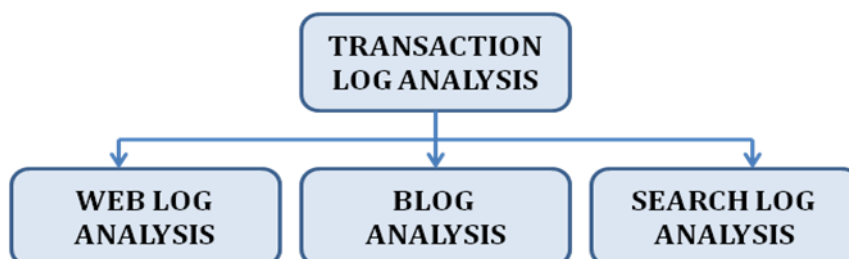 TRANSACTION
LOG ANALYSIS
WEB LOG
ANALYSIS
BLOG
ANALYSIS
SEARCH LOG
ANALYSIS